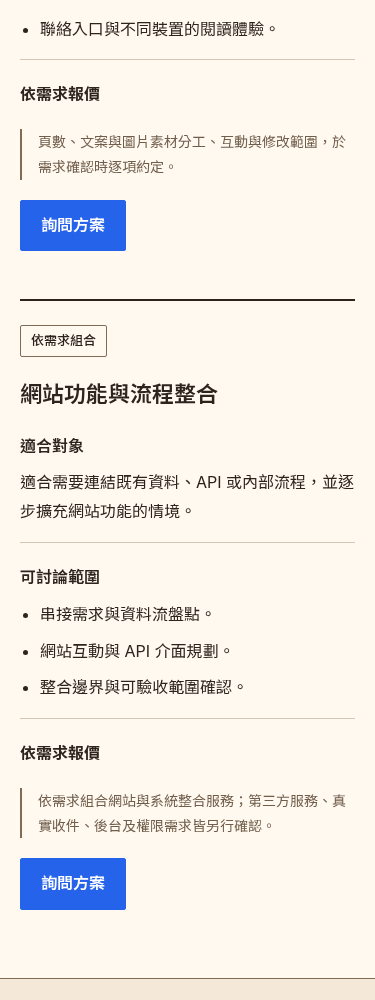 聯絡入口與不同裝置的閱讀體驗。
依需求報價
頁數、文案與圖片素材分工、互動與修改範圍，於
需求確認時逐項約定。
詢問方案
依需求組合
網站功能與流程整合
適合對象
適合需要連結既有資料、API 或內部流程，並逐
步擴充網站功能的情境。
可討論範圍
串接需求與資料流盤點。
網站互動與 API 介面規劃。
整合邊界與可驗收範圍確認。
依需求報價
依需求組合網站與系統整合服務；第三方服務、真
實收件、後台及權限需求皆另行確認。
詢問方案